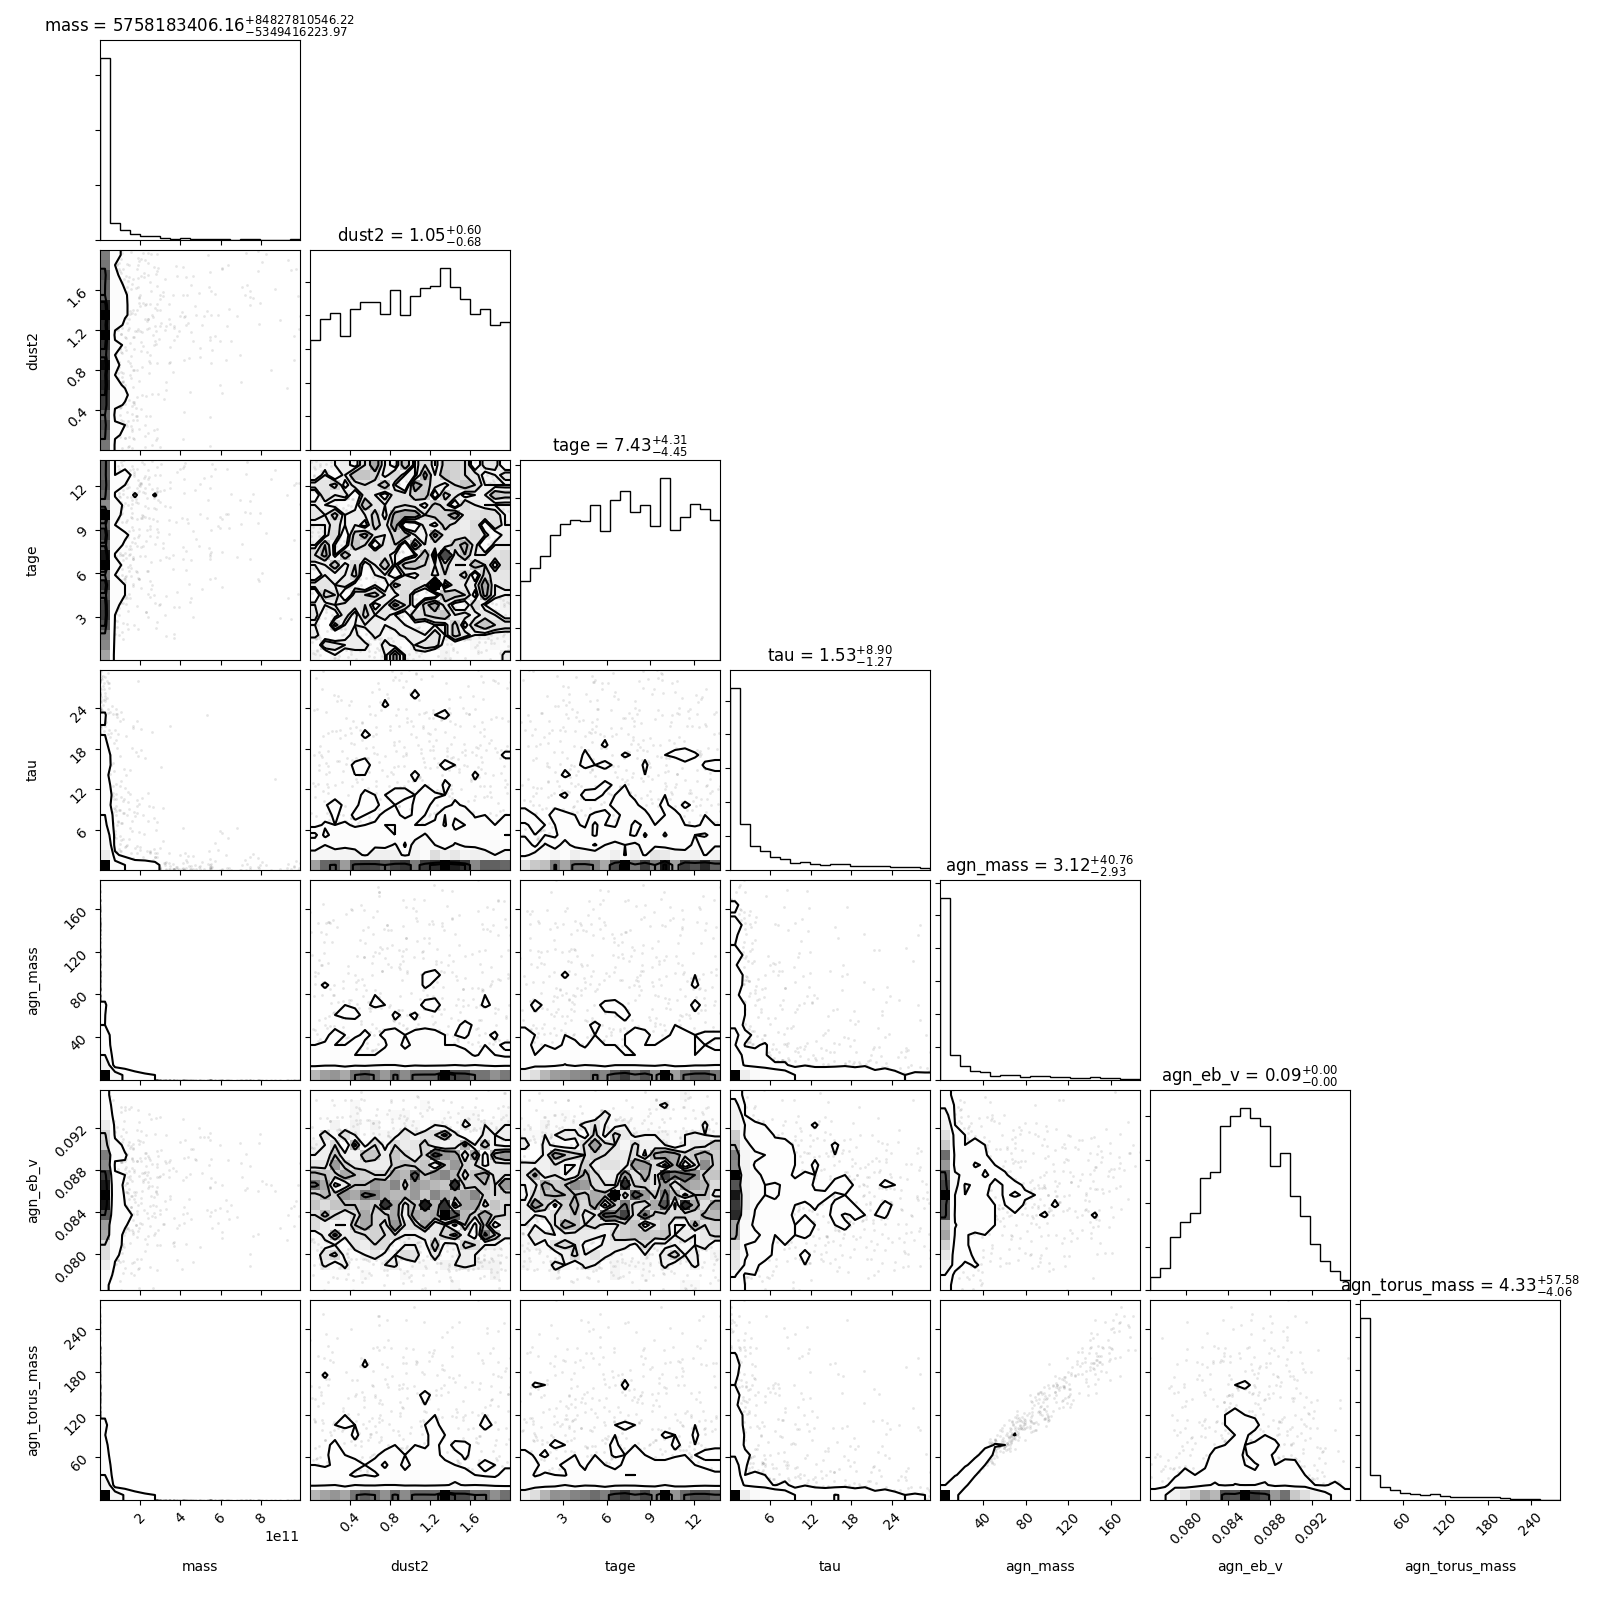 mass = 5758183406.16+84827810546.22−5349416223.97
dust2 = 1.05+0.60−0.68
1.6
1.2
0.8
0.4
dust2
tage = 7.43+4.31−4.45
12
9
6
3
tage
tau = 1.53+8.90−1.27
24
18
12
6
tau
agn_mass = 3.12+40.76−2.93
160
120
80
40
agn_mass
agn_eb_v = 0.09+0.00−0.00
0.092
0.088
0.084
0.080
agn_eb_v
agn_torus_mass = 4.33+57.58−4.06
240
180
120
60
agn_torus_mass
2 4 6 8 0.4 0.8 1.2 1.6 3 6 9 12 6 12 18 24 40 80 120 160 0.080 0.084 0.088 0.092 60 120 180 240
1e11
mass dust2 tage tau agn_mass agn_eb_v agn_torus_mass